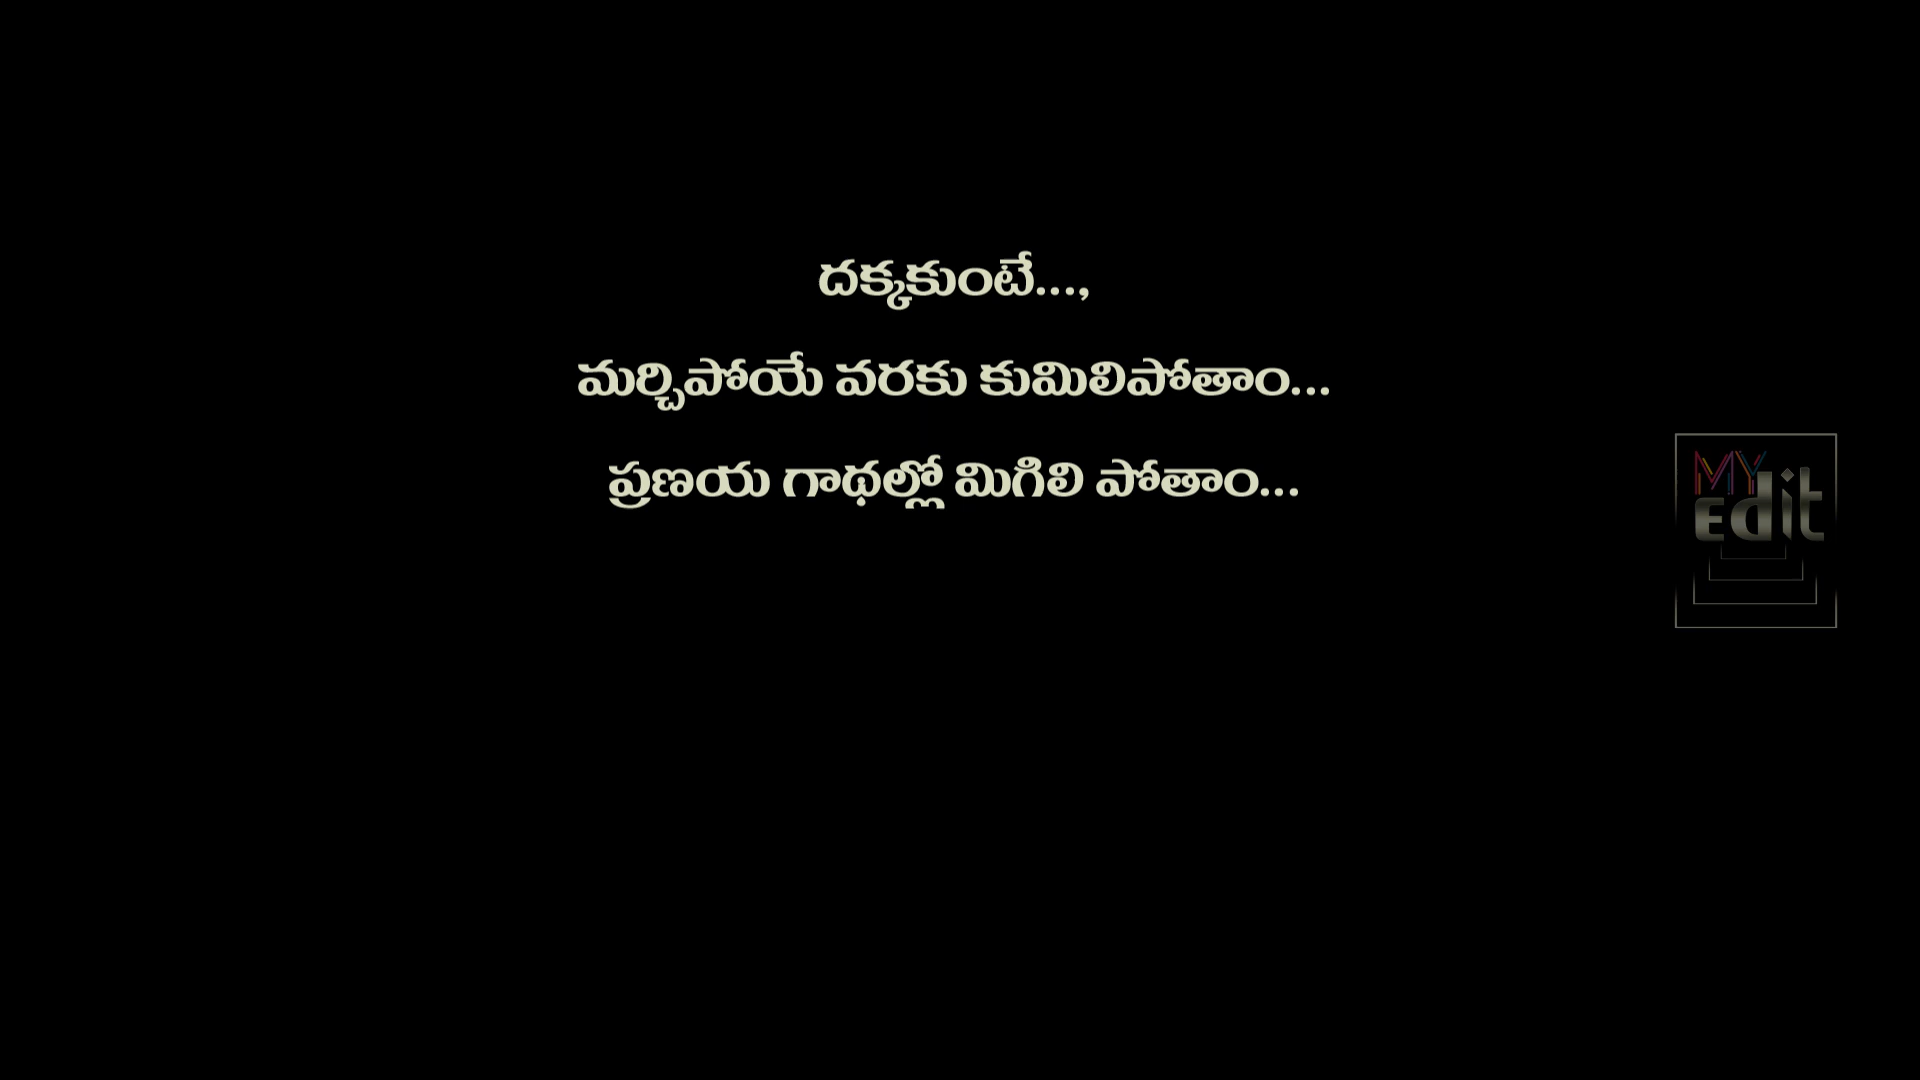 దక్కకుంటే...,
మర్చిపోయే వరకు కుమిలిపోతాం...
ప్రణయ గాథల్లో మిగిలి పోతాం...
MY
Edit